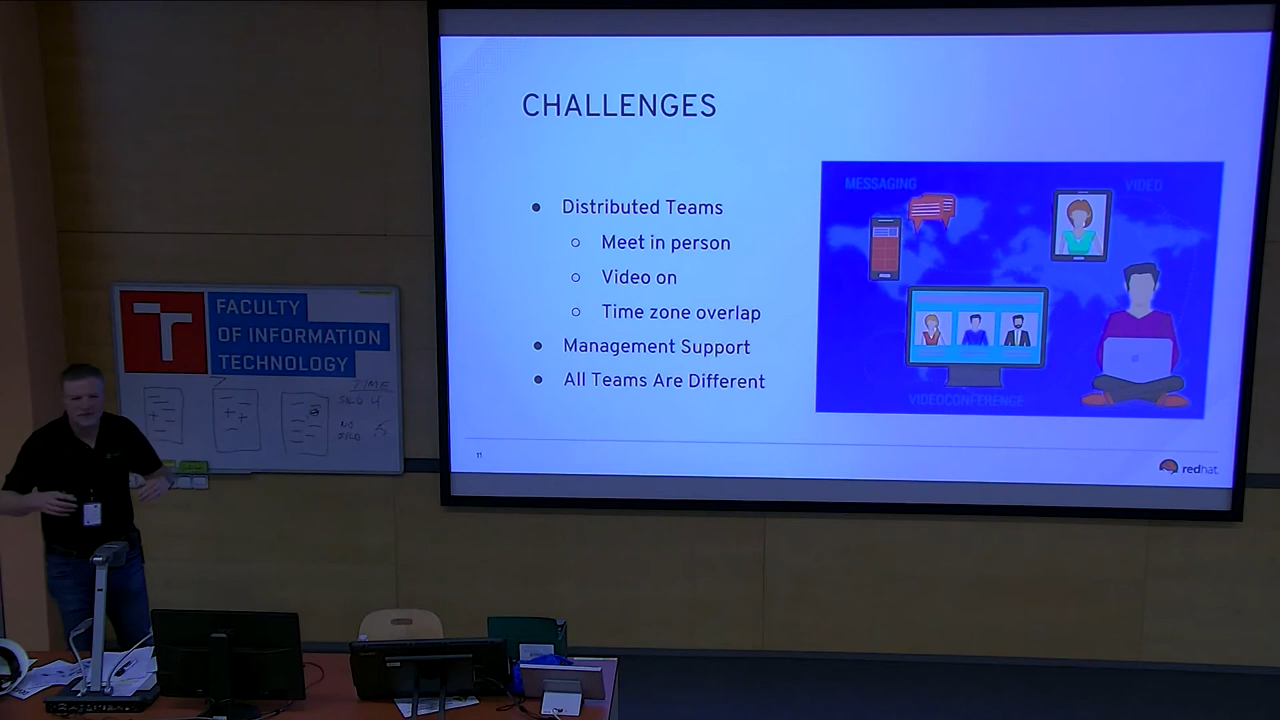 CHALLENGES
Distributed Teams
Meet in person
Video on
Time zone overlap
Management Support
All Teams Are Different
MESSAGING
VIDEO
VIDEOCONFERENCE
11
redhat
FACULTY
OF INFORMATION
TECHNOLOGY
TIME
SILO 4
NO
SILO